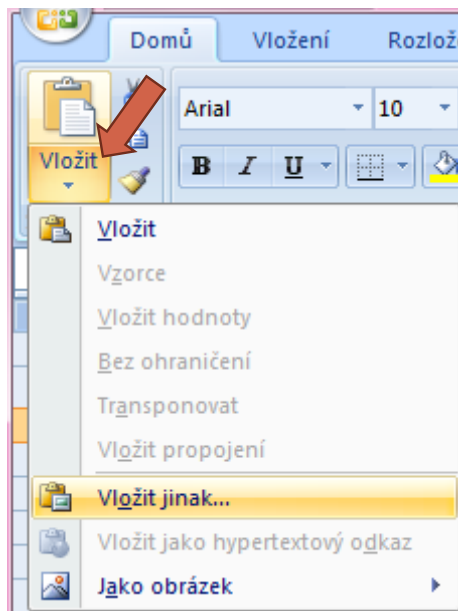 Domů Vložení Rozlož
Vložit
Arial 10
B I U
Vložit
Vzorce
Vložit hodnoty
Bez ohraničení
Transponovat
Vložit propojení
Vložit jinak...
Vložit jako hypertextový odkaz
Jako obrázek